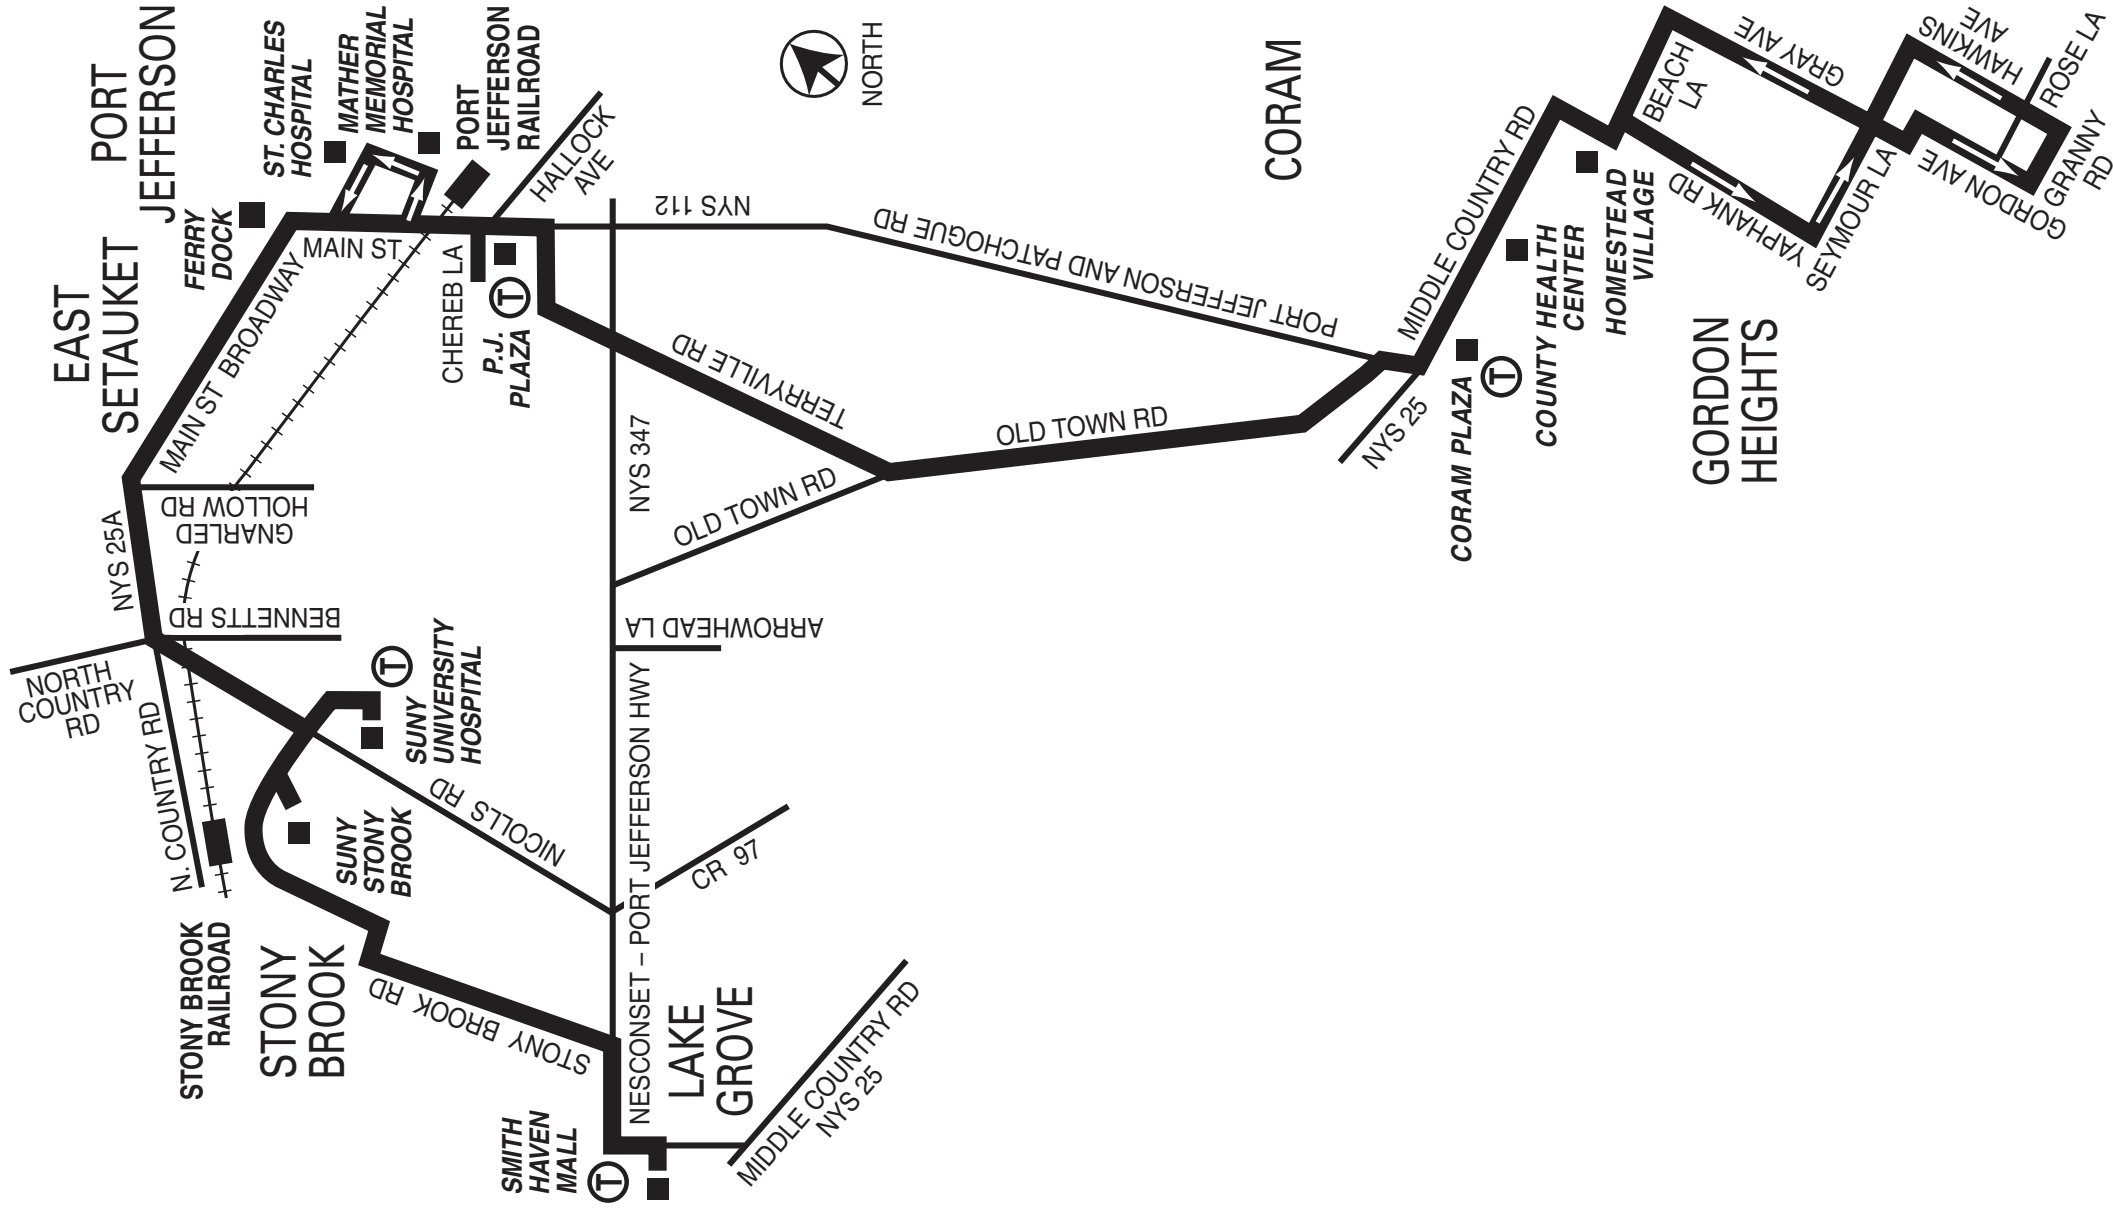 PORT
JEFFERSON
ST. CHARLES
HOSPITAL
MATHER
MEMORIAL
HOSPITAL
PORT
JEFFERSON
RAILROAD
HALLOCK
AVE
NORTH
EAST
SETAUKET
FERRY
DOCK
MAIN ST
MAIN ST BROADWAY
CHEREB LA
P.J.
PLAZA
T
NYS 112
PORT JEFFERSON AND PATCHOGUE RD
TERRYVILLE RD
NYS 347
OLD TOWN RD
OLD TOWN RD
NYS 25A
GNARLED
HOLLOW RD
BENNETTS RD
NORTH
COUNTRY
RD
N. COUNTRY RD
T
SUNY
UNIVERSITY
HOSPITAL
SUNY
STONY
BROOK
NICOLLS RD
ARROWHEAD LA
NESCONSET – PORT JEFFERSON HWY
CR 97
STONY BROOK
RAILROAD
STONY
BROOK
STONY BROOK RD
LAKE
GROVE
SMITH
HAVEN
MALL
T
MIDDLE COUNTRY RD
NYS 25
CORAM
MIDDLE COUNTRY RD
NYS 25
CORAM PLAZA
T
COUNTY HEALTH
CENTER
HOMESTEAD
VILLAGE
GORDON
HEIGHTS
BEACH
LA
GRAY AVE
YAPHANK RD
SEYMOUR LA
HAWKINS
AVE
ROSE LA
GORDON AVE
GRANNY
RD